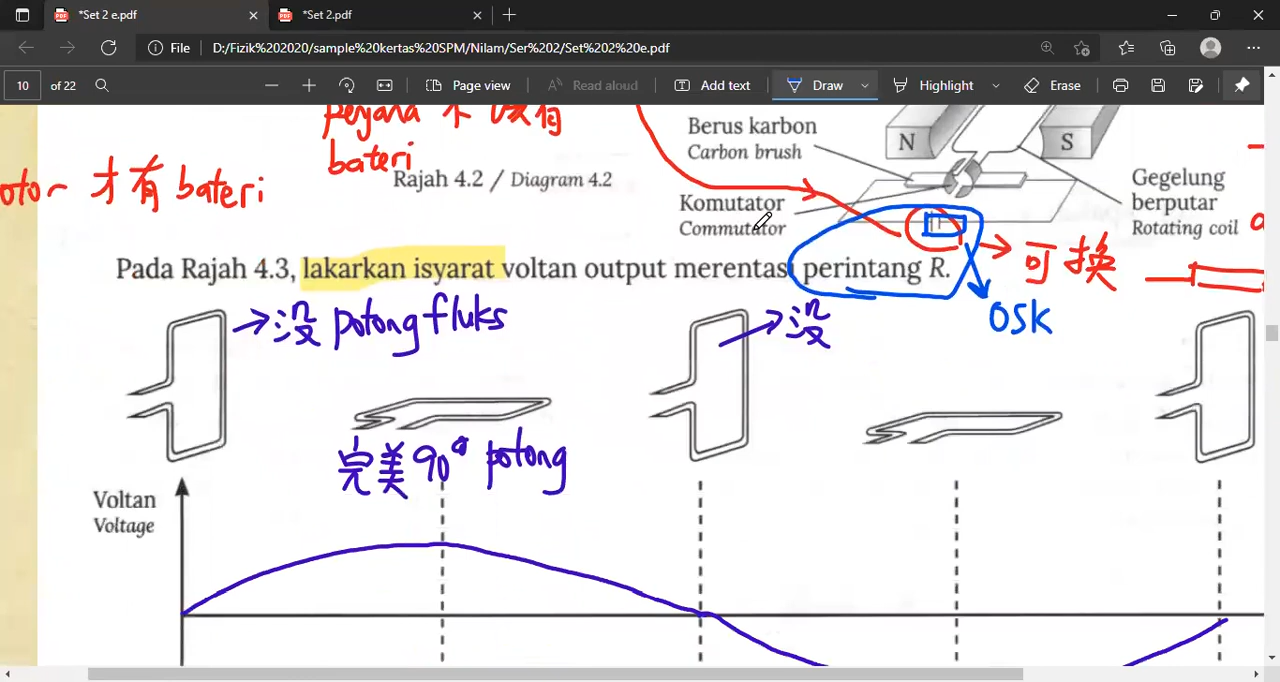 *Set 2 e.pdf
*Set 2.pdf
File
D:/Fizik%202020/sample%20kertas%20SPM/Nilam/Ser%202/Set%202%20e.pdf
10 of 22
Page view
Read aloud
Add text
Draw
Highlight
Erase
bateri
otor 才有 bateri
Rajah 4.2 / Diagram 4.2
Berus karbon
Carbon brush
N
S
Komutator
Commutator
Gegelung
berputar
Rotating coil
可换
Pada Rajah 4.3, lakarkan isyarat voltan output merentasi perintang R.
OSK
没 potong fluks
没
完美 90° potong
Voltan
Voltage